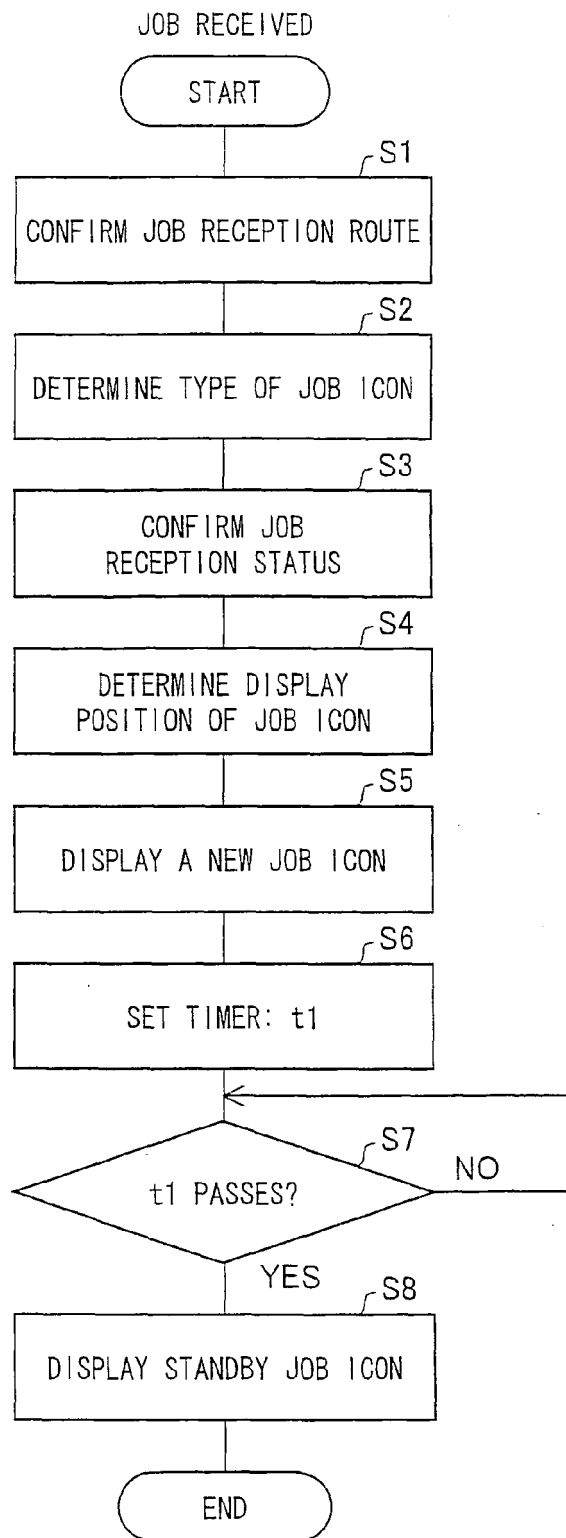 JOB RECEIVED
START
S1
CONFIRM JOB RECEPTION ROUTE
S2
DETERMINE TYPE OF JOB ICON
S3
CONFIRM JOB
RECEPTION STATUS
S4
DETERMINE DISPLAY
POSITION OF JOB ICON
S5
DISPLAY A NEW JOB ICON
S6
SET TIMER: t1
S7
t1 PASSES?
NO
YES
S8
DISPLAY STANDBY JOB ICON
END